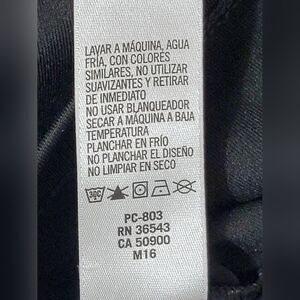 LAVAR A MÁQUINA, AGUA
FRÍA, CON COLORES
SIMILARES, NO UTILIZAR
SUAVIZANTES Y RETIRAR
DE INMEDIATO
NO USAR BLANQUEADOR
SECAR A MÁQUINA A BAJA
TEMPERATURA
PLANCHAR EN FRÍO
NO PLANCHAR EL DISEÑO
NO LIMPIAR EN SECO
PC-803
RN 36543
CA 50900
M16